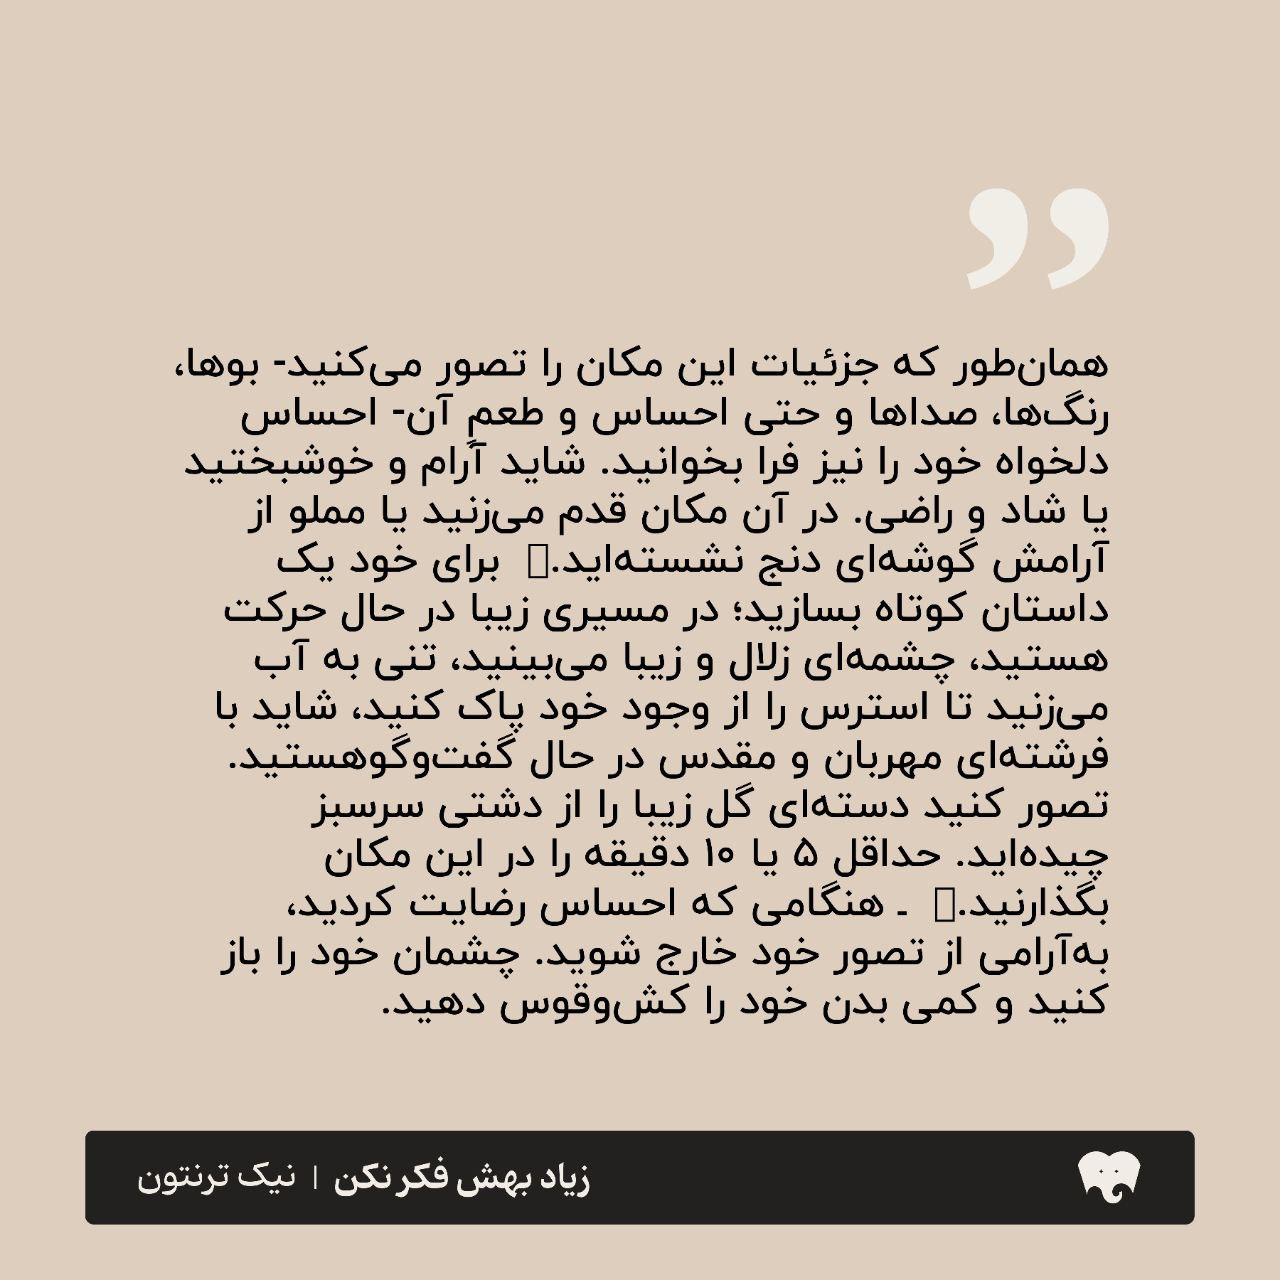 ”
همان‌طور که جزئیات این مکان را تصور می‌کنید- بوها،
رنگ‌ها، صداها و حتی احساس و طعمِ آن- احساس
دلخواه خود را نیز فرا بخوانید. شاید آرام و خوشبختید
یا شاد و راضی. در آن مکان قدم می‌زنید یا مملو از
آرامش گوشه‌ای دنج نشسته‌اید.▯ برای خود یک
داستان کوتاه بسازید؛ در مسیری زیبا در حال حرکت
هستید، چشمه‌ای زلال و زیبا می‌بینید، تنی به آب
می‌زنید تا استرس را از وجود خود پاک کنید، شاید با
فرشته‌ای مهربان و مقدس در حال گفت‌وگوهستید.
تصور کنید دسته‌ای گل زیبا را از دشتی سرسبز
چیده‌اید. حداقل ۵ یا ۱۰ دقیقه را در این مکان
بگذارنید.▯ ـ هنگامی که احساس رضایت کردید،
به‌آرامی از تصور خود خارج شوید. چشمان خود را باز
کنید و کمی بدن خود را کش‌وقوس دهید.
زیاد بهش فکر نکن | نیک ترنتون